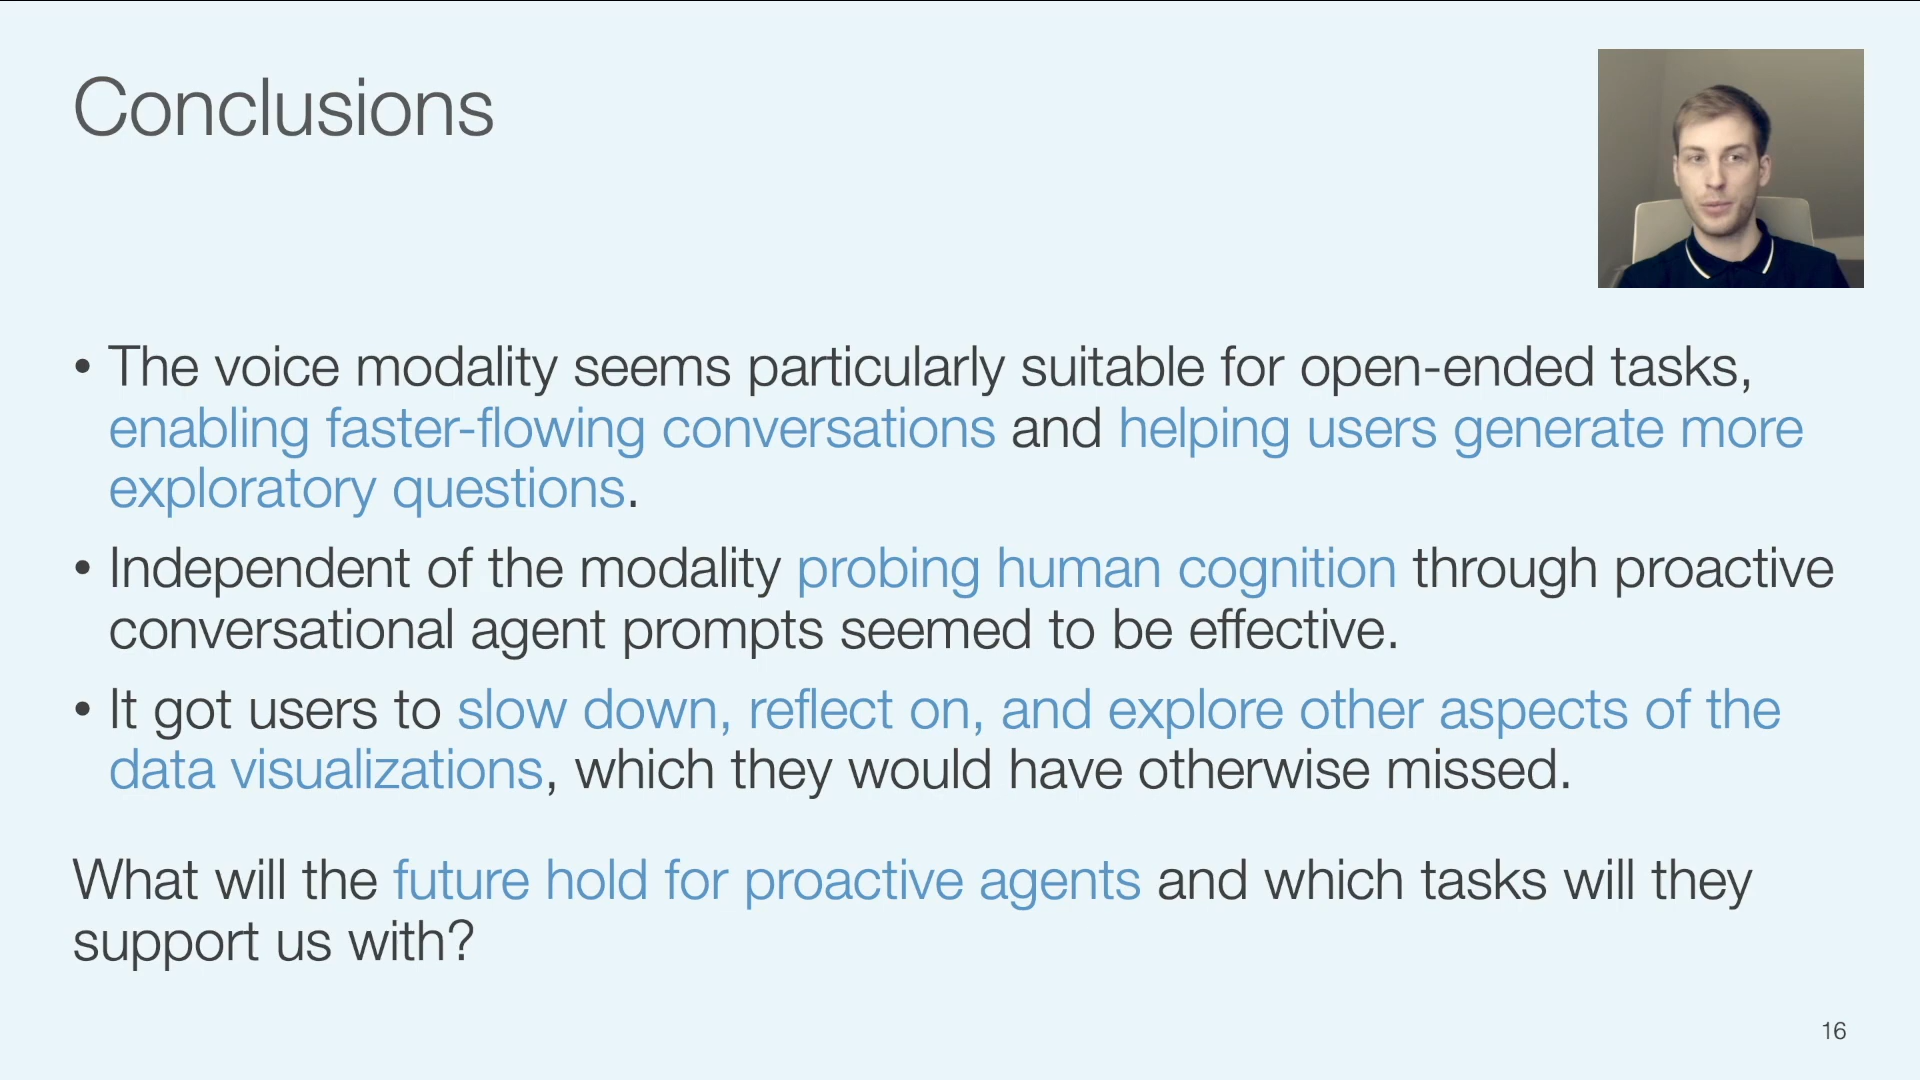 Conclusions
• The voice modality seems particularly suitable for open-ended tasks,
enabling faster-flowing conversations and helping users generate more
exploratory questions.
• Independent of the modality probing human cognition through proactive
conversational agent prompts seemed to be effective.
• It got users to slow down, reflect on, and explore other aspects of the
data visualizations, which they would have otherwise missed.
What will the future hold for proactive agents and which tasks will they
support us with?
16